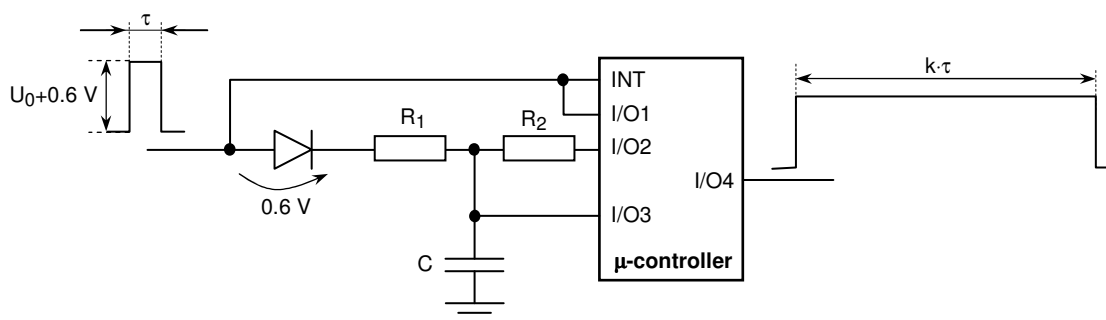 τ
U0+0.6 V
0.6 V
R1
R2
C
INT
I/O1
I/O2
I/O3
I/O4
μ-controller
k·τ